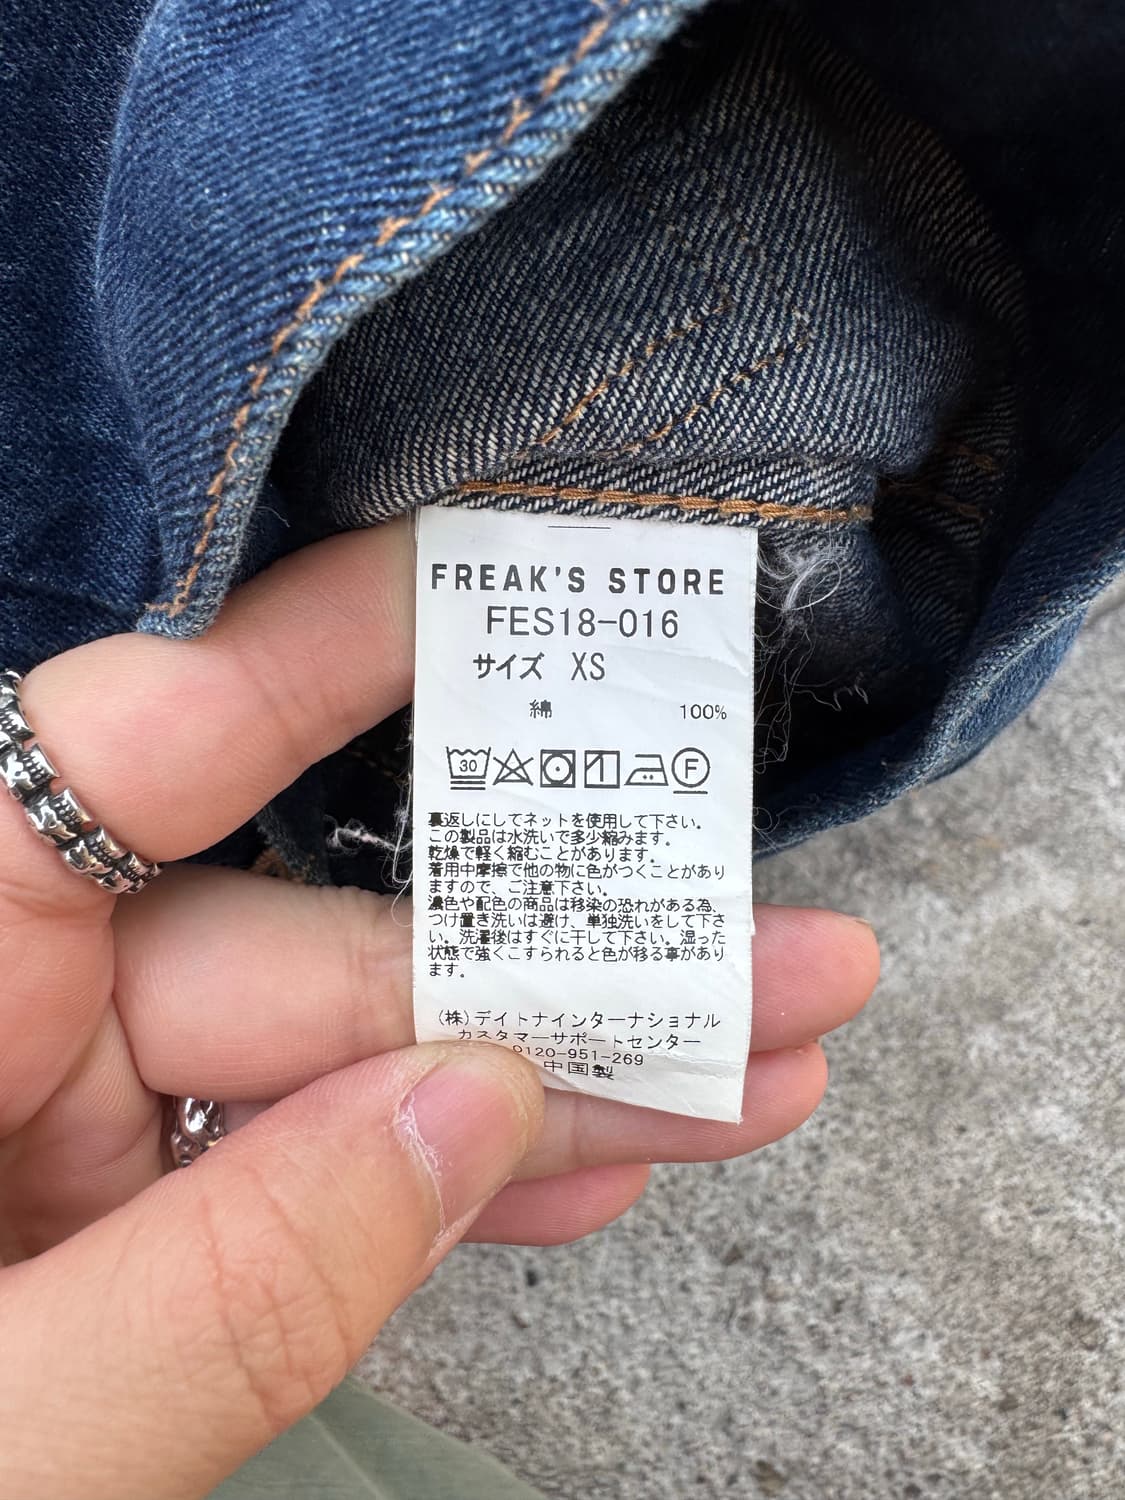 FREAK'S STORE
FES18-016
サイズ XS
綿 100%
30 F
裏返しにしてネットを使用して下さい。
この製品は水洗いで多少縮みます。
乾燥で軽く縮むことがあります。
着用中摩擦で他の物に色がつくことがあり
ますので、ご注意下さい。
濃色や配色の商品は移染の恐れがある為、
つけ置き洗いは避け、単独洗いをして下さ
い。洗濯後はすぐに干して下さい。湿った
状態で強くこすられると色が移る事があり
ます。
(株)デイトナインターナショナル
カスタマーサポートセンター
0120-951-269
中国製